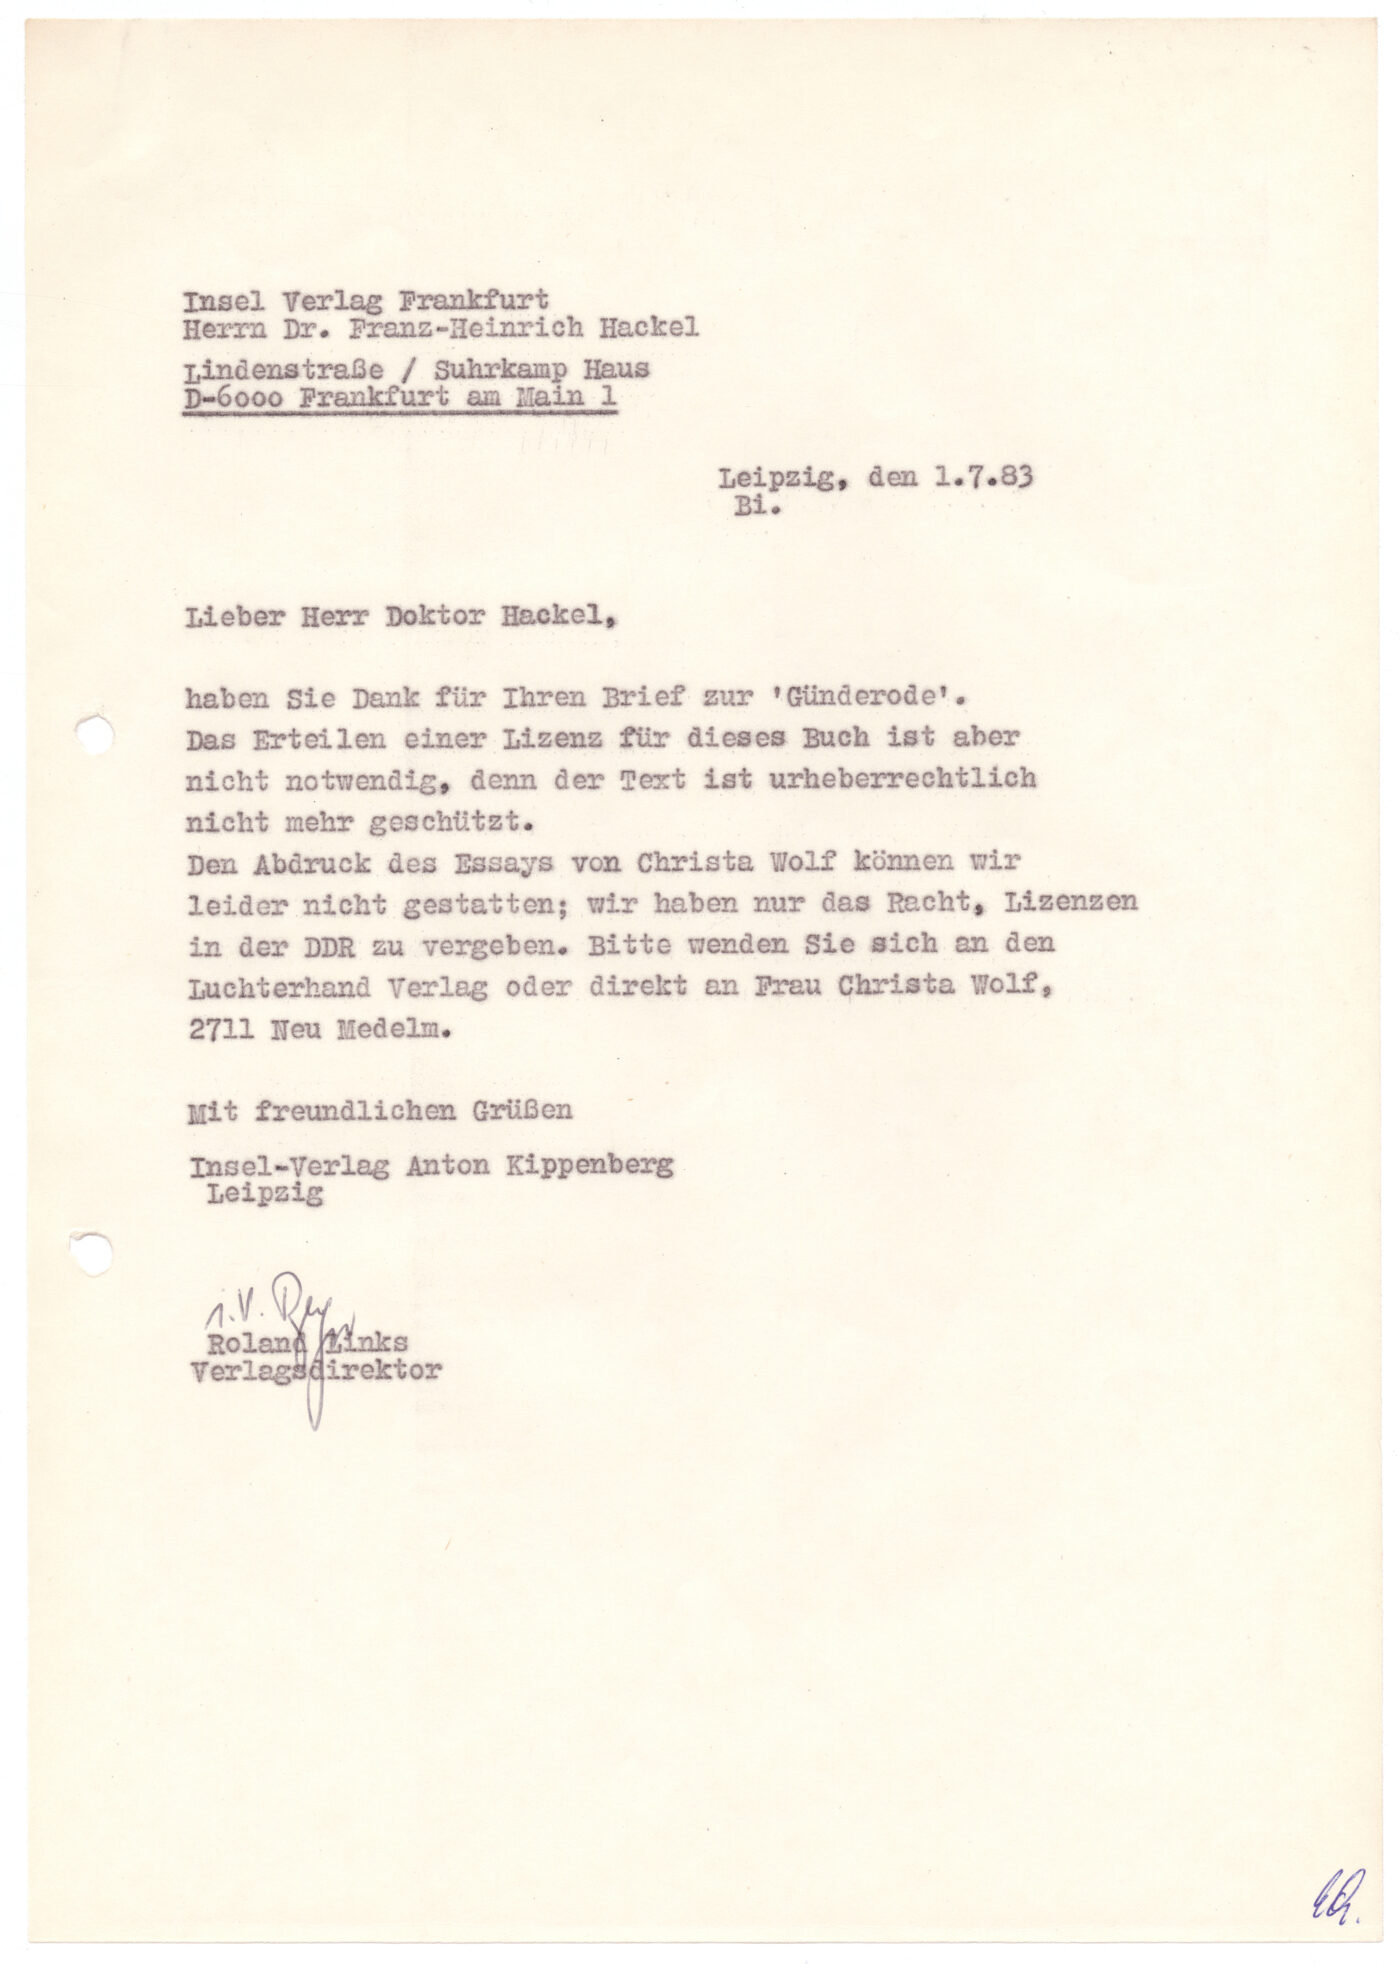 Insel Verlag Frankfurt
Herrn Dr. Franz-Heinrich Hackel
Lindenstraße / Suhrkamp Haus
D-6000 Frankfurt am Main 1
Leipzig, den 1.7.83
Bi.
Lieber Herr Doktor Hackel,
haben Sie Dank für Ihren Brief zur 'Günderode'.
Das Erteilen einer Lizenz für dieses Buch ist aber
nicht notwendig, denn der Text ist urheberrechtlich
nicht mehr geschützt.
Den Abdruck des Essays von Christa Wolf können wir
leider nicht gestatten; wir haben nur das Racht, Lizenzen
in der DDR zu vergeben. Bitte wenden Sie sich an den
Luchterhand Verlag oder direkt an Frau Christa Wolf,
2711 Neu Medelm.
Mit freundlichen Grüßen
Insel-Verlag Anton Kippenberg
Leipzig
i.V.
Roland Links
Verlagsdirektor